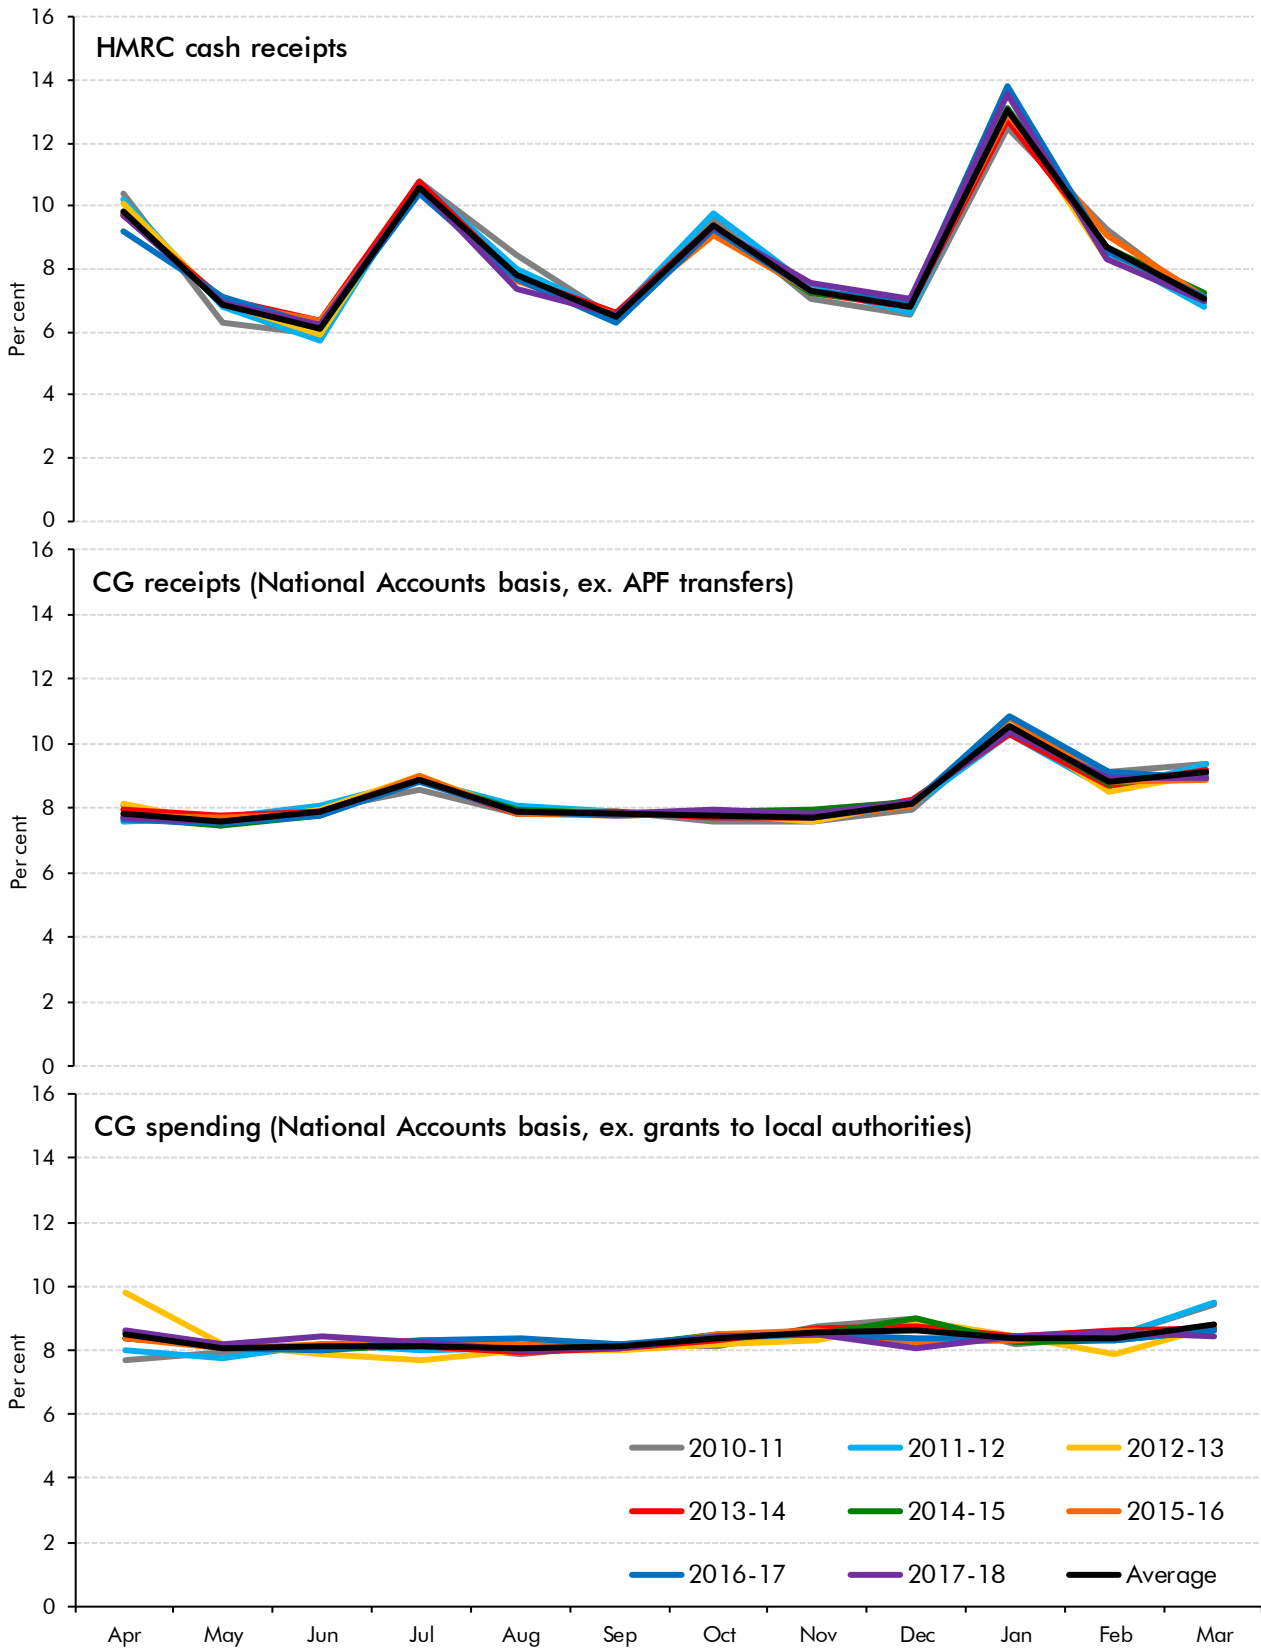 16
HMRC cash receipts
14
12
10
8
6
4
2
0
Per cent
16
CG receipts (National Accounts basis, ex. APF transfers)
14
12
10
8
6
4
2
0
Per cent
16
CG spending (National Accounts basis, ex. grants to local authorities)
14
12
10
8
6
4
2
0
Per cent
2010-11 2011-12 2012-13
2013-14 2014-15 2015-16
2016-17 2017-18 Average
Apr May Jun Jul Aug Sep Oct Nov Dec Jan Feb Mar